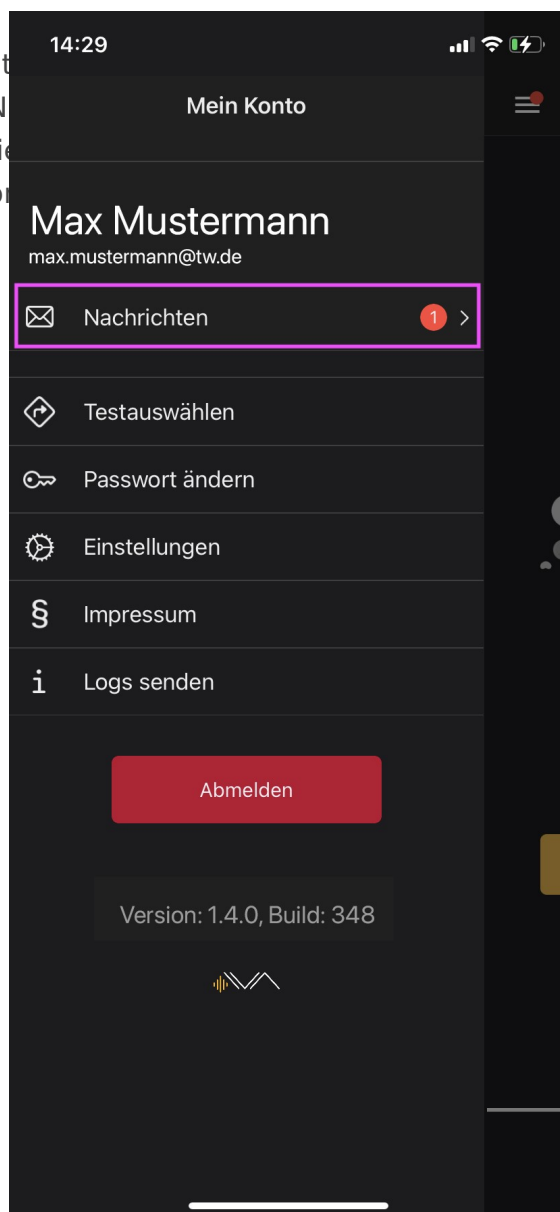 14:29
Mein Konto
Max Mustermann
max.mustermann@tw.de
Nachrichten 1
Testauswählen
Passwort ändern
Einstellungen
§ Impressum
i Logs senden
Abmelden
Version: 1.4.0, Build: 348